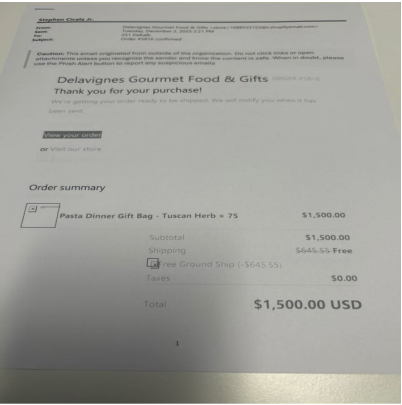 Stephen Cicala Jr.
From: Delavignes Gourmet Food & Gifts
Sent: Tuesday, December 2, 2025 2:21 PM
To:
Subject: confirmed
Caution: This email originated from outside of the organization. Do not click links or open
attachments unless you recognize the sender and know the content is safe. When in doubt, please
use the Phish Alert button to report any suspicious emails
Delavignes Gourmet Food & Gifts
Thank you for your purchase!
We're getting your order ready to be shipped. We will notify you when it has
been sent.
View your order
or Visit our store
Order summary
Pasta Dinner Gift Bag - Tuscan Herb × 75 $1,500.00
Subtotal $1,500.00
Shipping $645.55 Free
Free Ground Ship (-$645.55)
Taxes $0.00
Total $1,500.00 USD
1